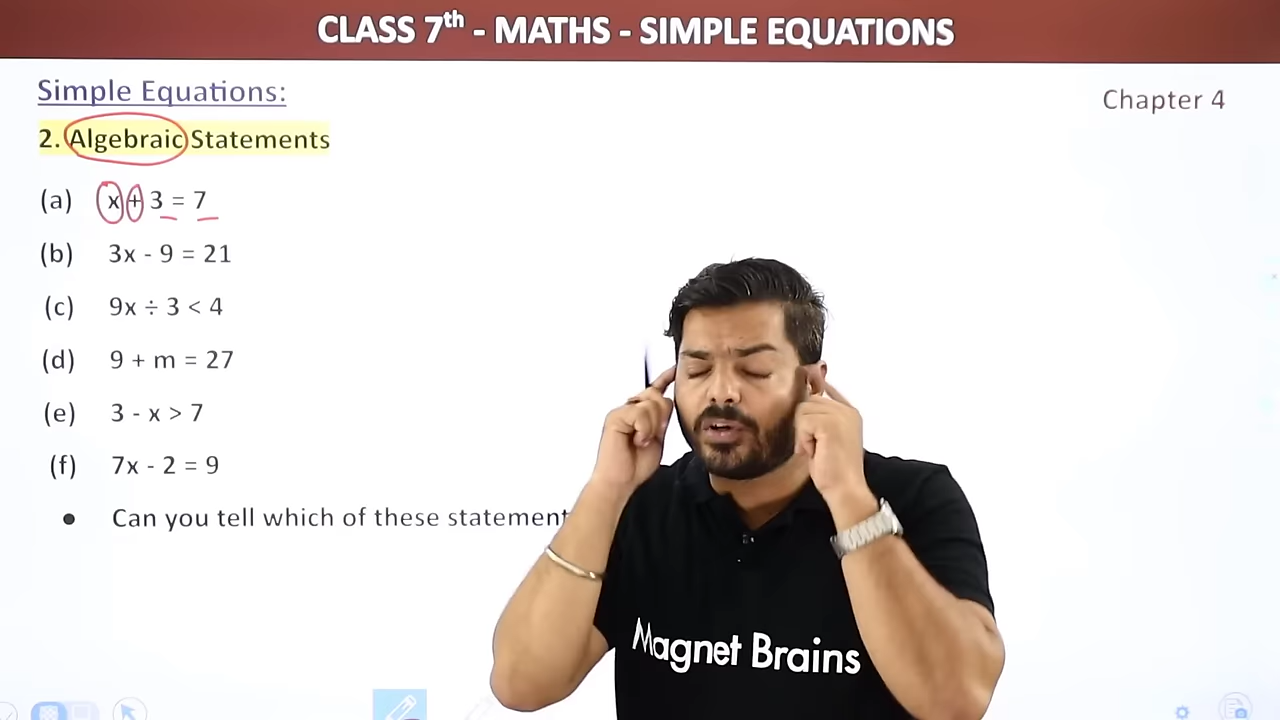 CLASS 7th - MATHS - SIMPLE EQUATIONS
Simple Equations:
Chapter 4
2. Algebraic Statements
(a) x + 3 = 7
(b) 3x - 9 = 21
(c) 9x ÷ 3 < 4
(d) 9 + m = 27
(e) 3 - x > 7
(f) 7x - 2 = 9
• Can you tell which of these statement
Magnet Brains